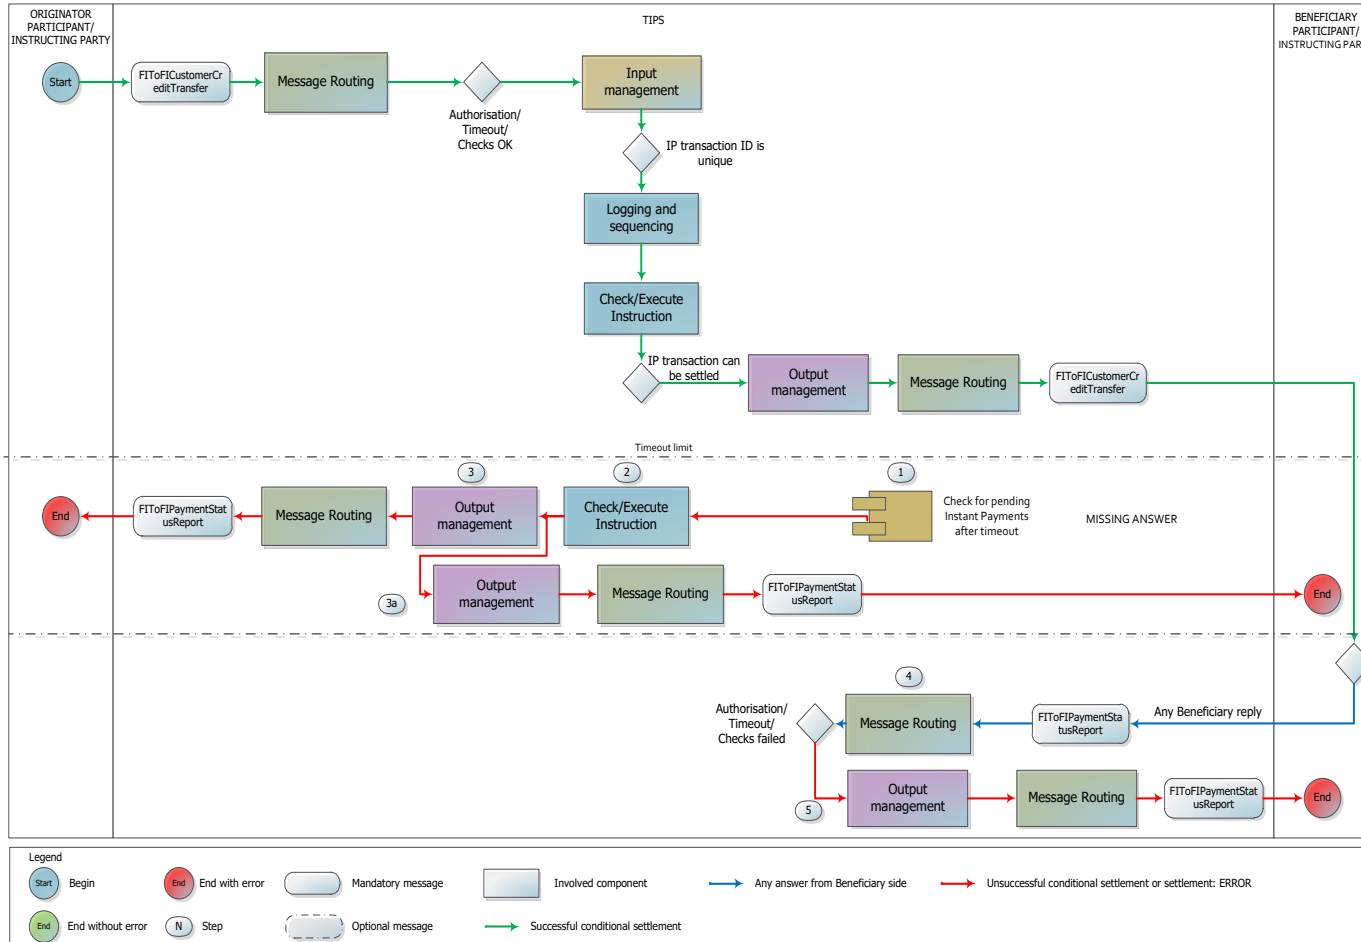 ORIGINATOR
PARTICIPANT/
INSTRUCTING PARTY
TIPS
BENEFICIARY
PARTICIPANT/
INSTRUCTING PAR
Start
FIToFICustomerCr
editTransfer
Message Routing
Authorisation/
Timeout/
Checks OK
Input
management
IP transaction ID is
unique
Logging and
sequencing
Check/Execute
Instruction
IP transaction can
be settled
Output
management
Message Routing
FIToFICustomerCr
editTransfer
Timeout limit
3
2
1
End
FIToFIPaymentStat
usReport
Message Routing
Output
management
Check/Execute
Instruction
Check for pending
Instant Payments
after timeout
MISSING ANSWER
3a
Output
management
Message Routing
FIToFIPaymentStat
usReport
End
4
Authorisation/
Timeout/
Checks failed
Message Routing
FIToFIPaymentSta
tusReport
Any Beneficiary reply
5
Output
management
Message Routing
FIToFIPaymentStat
usReport
End
Legend
Start
Begin
End
End with error
Mandatory message
Involved component
Any answer from Beneficiary side
Unsuccessful conditional settlement or settlement: ERROR
End
End without error
N
Step
Optional message
Successful conditional settlement